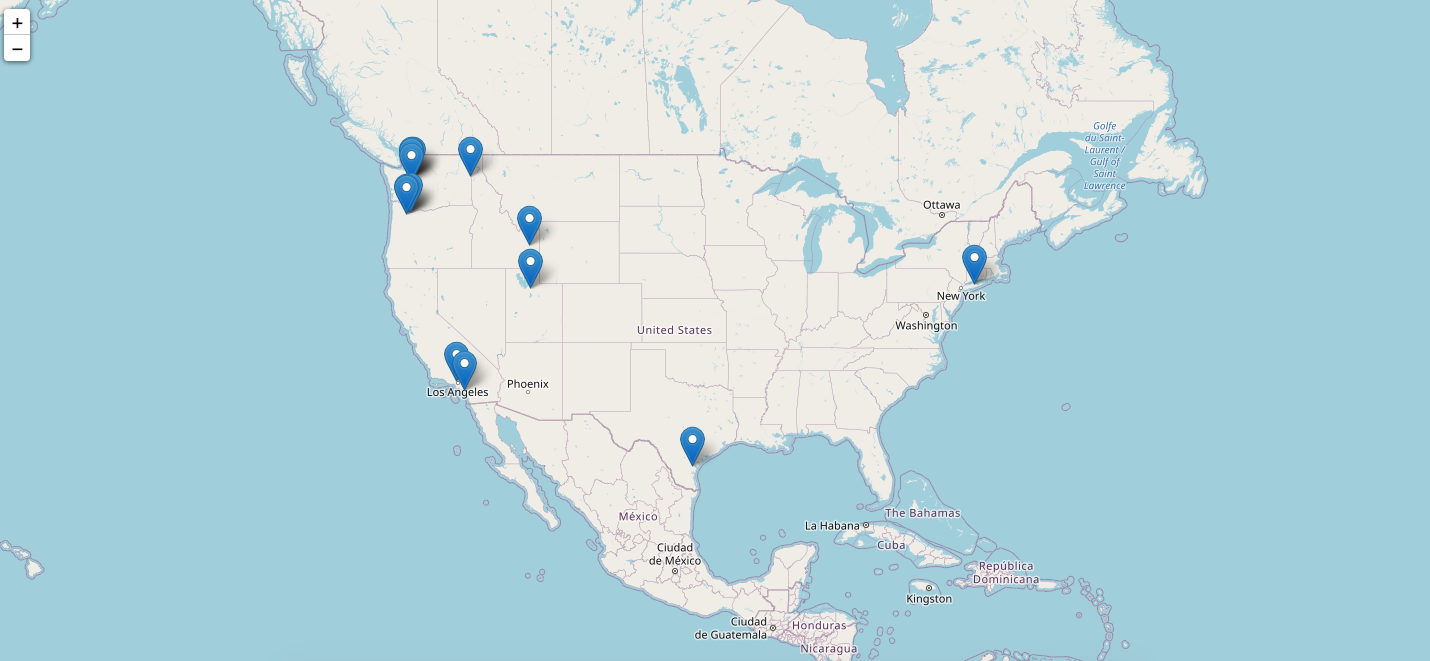 +
−
Golfe
du Saint-
Laurent /
Gulf of
Saint
Lawrence
Ottawa
New York
Washington
United States
Phoenix
Los Angeles
The Bahamas
México
La Habana
Cuba
Ciudad
de México
República
Dominicana
Kingston
Ciudad
de Guatemala
Honduras
Nicaragua